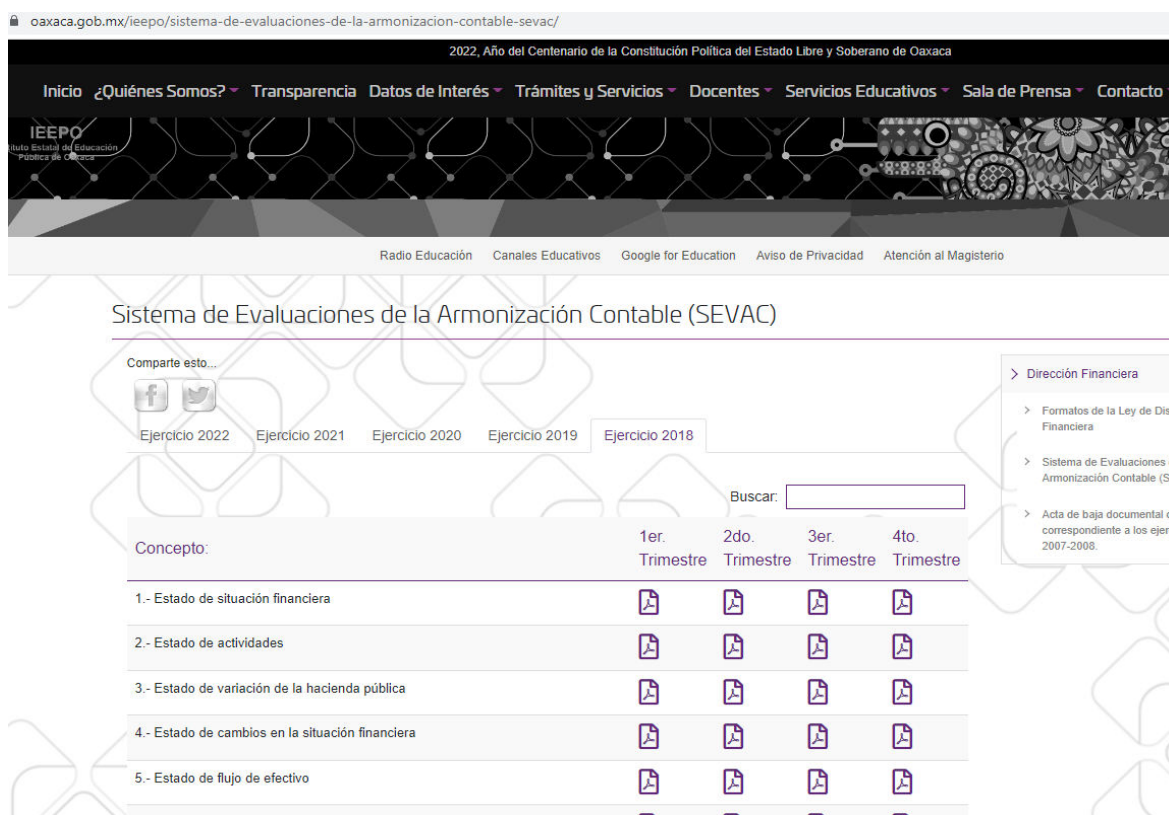 oaxaca.gob.mx/ieepo/sistema-de-evaluaciones-de-la-armonizacion-contable-sevac/
2022, Año del Centenario de la Constitución Política del Estado Libre y Soberano de Oaxaca
Inicio ¿Quiénes Somos? Transparencia Datos de Interés Trámites y Servicios Docentes Servicios Educativos Sala de Prensa Contacto
IEEPO
tituto Estatal de Educación
Pública de Oaxaca
Radio Educación Canales Educativos Google for Education Aviso de Privacidad Atención al Magisterio
Sistema de Evaluaciones de la Armonización Contable (SEVAC)
Comparte esto...
Ejercicio 2022 Ejercicio 2021 Ejercicio 2020 Ejercicio 2019 Ejercicio 2018
Buscar:
Concepto: 1er. Trimestre 2do. Trimestre 3er. Trimestre 4to. Trimestre
1.- Estado de situación financiera
2.- Estado de actividades
3.- Estado de variación de la hacienda pública
4.- Estado de cambios en la situación financiera
5.- Estado de flujo de efectivo
Dirección Financiera
Formatos de la Ley de Dis
Financiera
Sistema de Evaluaciones
Armonización Contable (S
Acta de baja documental
correspondiente a los ejer
2007-2008.